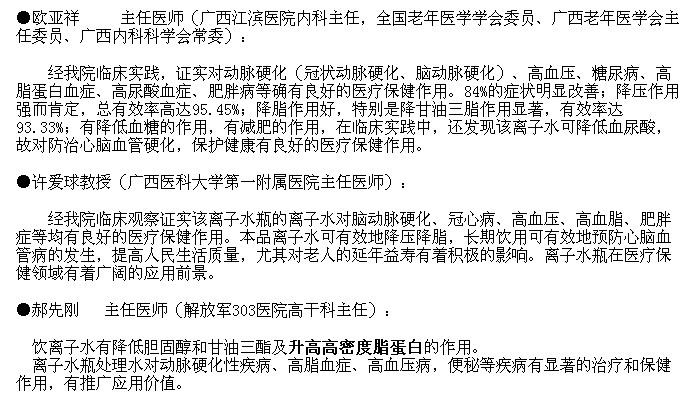 ●欧亚祥 主任医师（广西江滨医院内科主任，全国老年医学学会委员、广西老年医学会主
任委员、广西内科科学会常委）：
经我院临床实践，证实对动脉硬化（冠状动脉硬化、脑动脉硬化）、高血压、糖尿病、高
脂蛋白血症、高尿酸血症、肥胖病等确有良好的医疗保健作用。84%的症状明显改善；降压作用
强而肯定，总有效率高达95.45%；降脂作用好，特别是降甘油三脂作用显著，有效率达
93.33%；有降低血糖的作用，有减肥的作用，在临床实践中，还发现该离子水可降低血尿酸，
故对防治心脑血管硬化，保护健康有良好的医疗保健作用。
●许爱球教授（广西医科大学第一附属医院主任医师）：
经我院临床观察证实该离子水瓶的离子水对脑动脉硬化、冠心病、高血压、高血脂、肥胖
症等均有良好的医疗保健作用。本品离子水可有效地降压降脂，长期饮用可有效地预防心脑血
管病的发生，提高人民生活质量，尤其对老人的延年益寿有着积极的影响。离子水瓶在医疗保
健领域有着广阔的应用前景。
●郝先刚 主任医师（解放军303医院高干科主任）：
饮离子水有降低胆固醇和甘油三酯及升高高密度脂蛋白的作用。
离子水瓶处理水对动脉硬化性疾病、高脂血症、高血压病，便秘等疾病有显著的治疗和保健
作用，有推广应用价值。